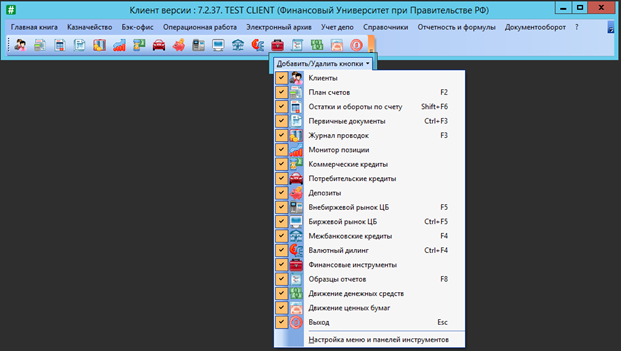 Клиент версии : 7.2.37. TEST CLIENT (Финансовый Университет при Правительстве РФ)
Главная книга Казначейство Бэк-офис Операционная работа Электронный архив Учет депо Справочники Отчетность и формулы Документооборот ?
Добавить/Удалить кнопки
Клиенты
План счетов F2
Остатки и обороты по счету Shift+F6
Первичные документы Ctrl+F3
Журнал проводок F3
Монитор позиции
Коммерческие кредиты
Потребительские кредиты
Депозиты
Внебиржевой рынок ЦБ F5
Биржевой рынок ЦБ Ctrl+F5
Межбанковские кредиты F4
Валютный дилинг Ctrl+F4
Финансовые инструменты
Образцы отчетов F8
Движение денежных средств
Движение ценных бумаг
Выход Esc
Настройка меню и панелей инструментов